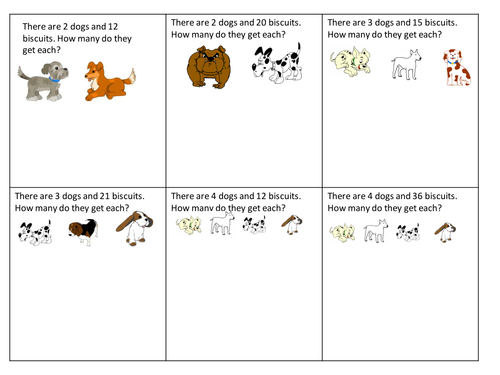 There are 2 dogs and 12
biscuits. How many do they
get each?
There are 2 dogs and 20 biscuits.
How many do they get each?
There are 3 dogs and 15 biscuits.
How many do they get each?
There are 3 dogs and 21 biscuits.
How many do they get each?
There are 4 dogs and 12 biscuits.
How many do they get each?
There are 4 dogs and 36 biscuits.
How many do they get each?